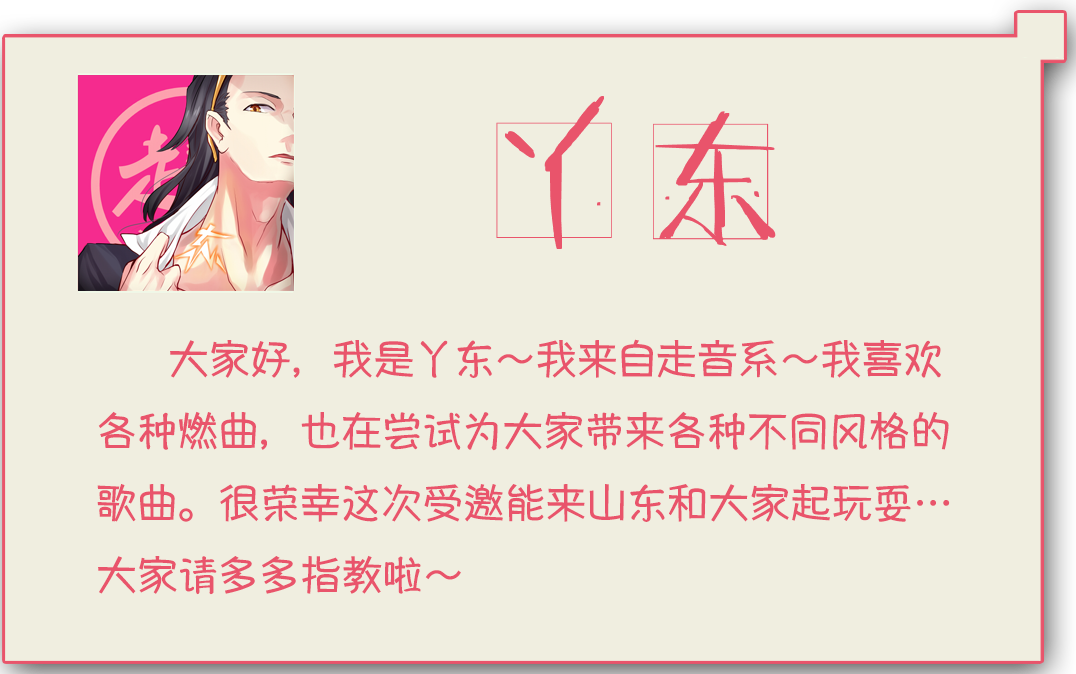 走
丫东
大家好，我是丫东～我来自走音系～我喜欢
各种燃曲，也在尝试为大家带来各种不同风格的
歌曲。很荣幸这次受邀能来山东和大家起玩耍…
大家请多多指教啦～